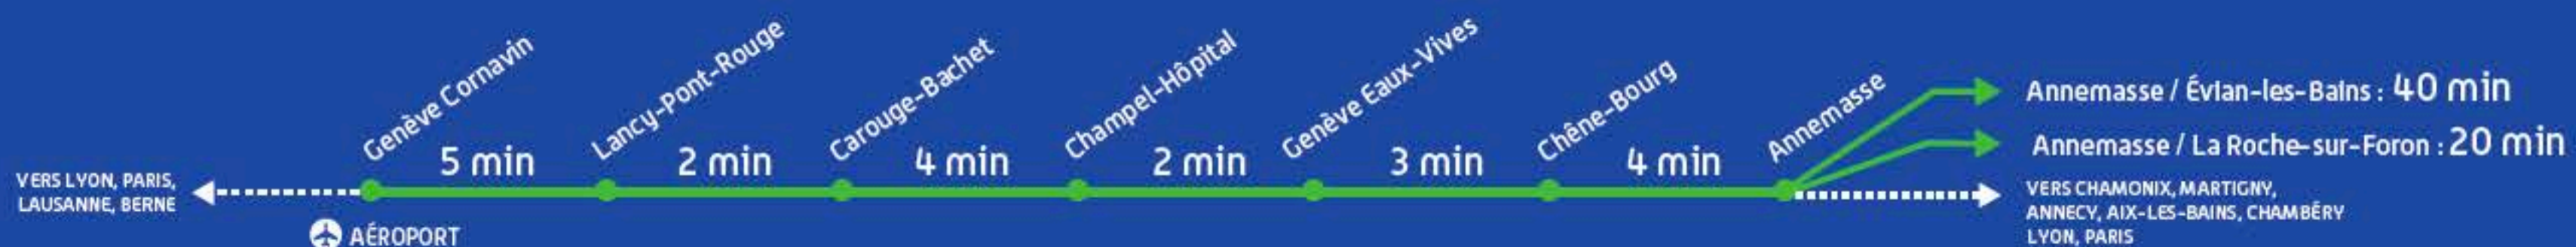 VERS LYON, PARIS,
LAUSANNE, BERNE
AÉROPORT
Genève Cornavin
5 min
Lancy-Pont-Rouge
2 min
Carouge-Bachet
4 min
Champel-Hôpital
2 min
Genève Eaux-Vives
3 min
Chêne-Bourg
4 min
Annemasse
Annemasse / Évian-les-Bains : 40 min
Annemasse / La Roche-sur-Foron : 20 min
VERS CHAMONIX, MARTIGNY,
ANNECY, AIX-LES-BAINS, CHAMBÉRY
LYON, PARIS